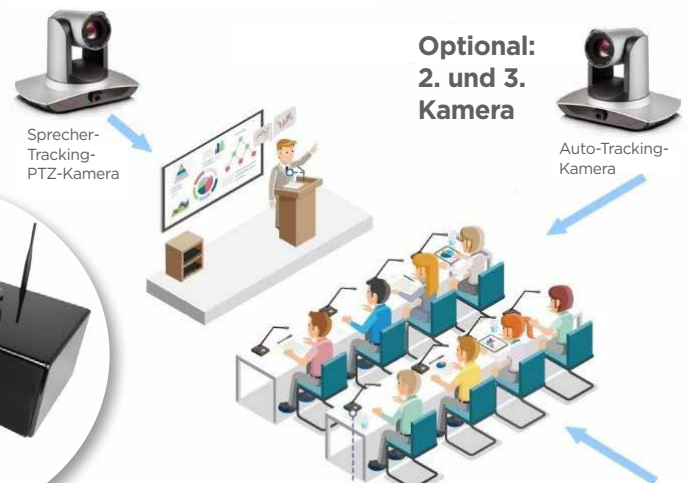 Optional:
2. und 3.
Kamera
Sprecher-
Tracking-
PTZ-Kamera
Auto-Tracking-
Kamera